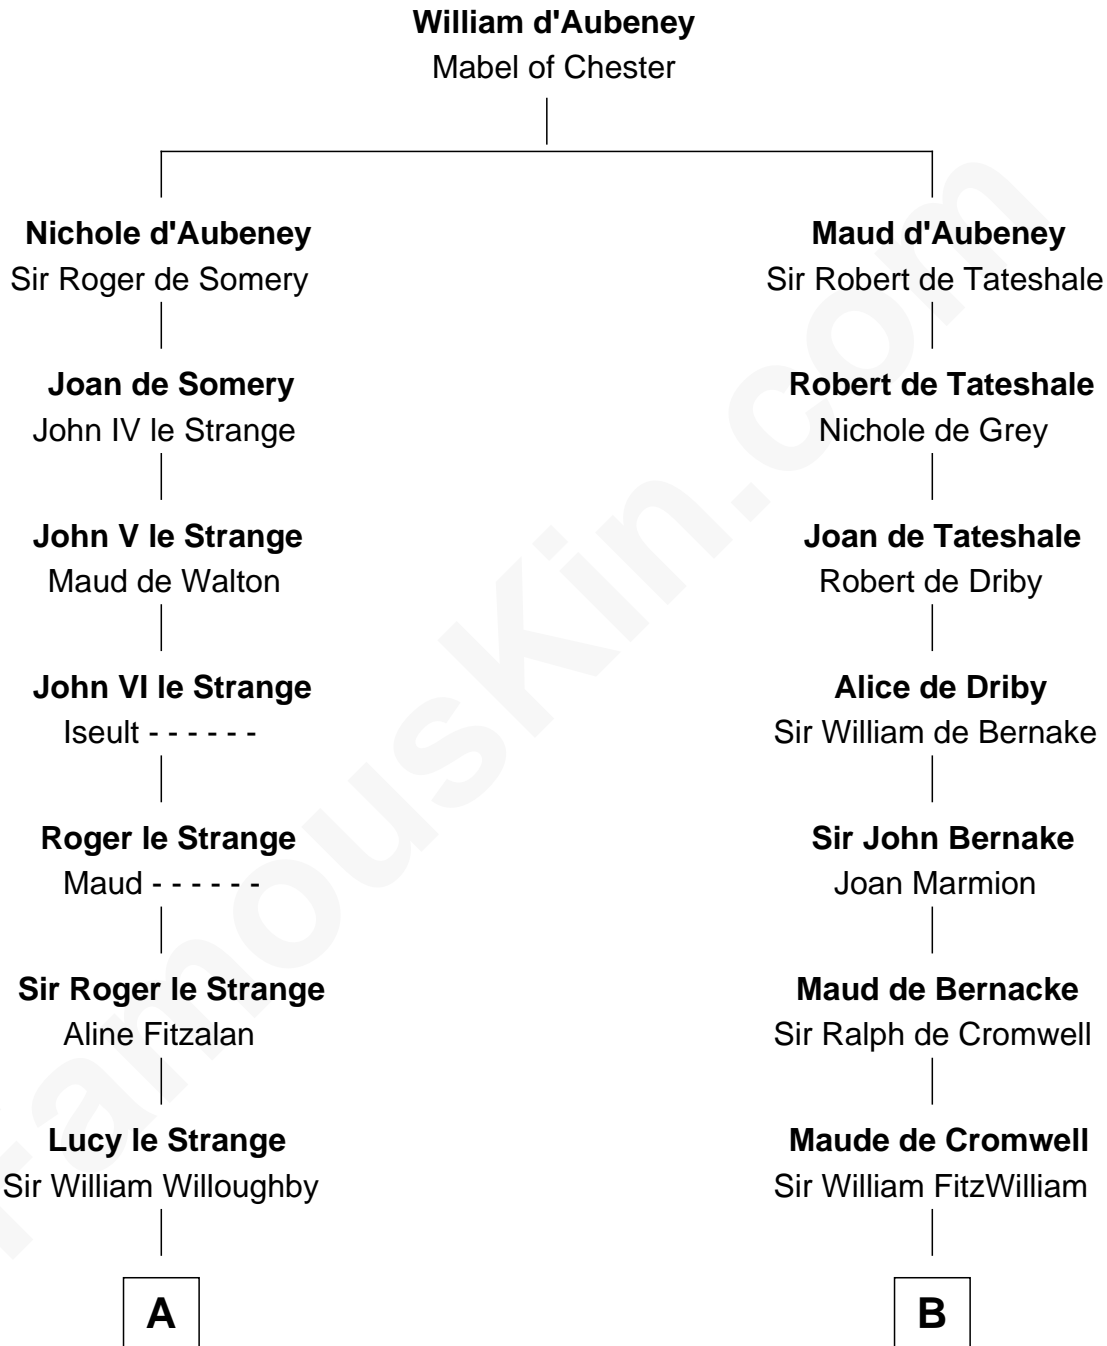 William d'Aubeney
Mabel of Chester
Nichole d'Aubeney
Sir Roger de Somery
Maud d'Aubeney
Sir Robert de Tateshale
Joan de Somery
John IV le Strange
Robert de Tateshale
Nichole de Grey
John V le Strange
Maud de Walton
Joan de Tateshale
Robert de Driby
John VI le Strange
Iseult - - - - - -
Alice de Driby
Sir William de Bernake
Roger le Strange
Maud - - - - - -
Sir John Bernake
Joan Marmion
Sir Roger le Strange
Aline Fitzalan
Maud de Bernacke
Sir Ralph de Cromwell
Lucy le Strange
Sir William Willoughby
Maude de Cromwell
Sir William FitzWilliam
A
B
FamousKin.com